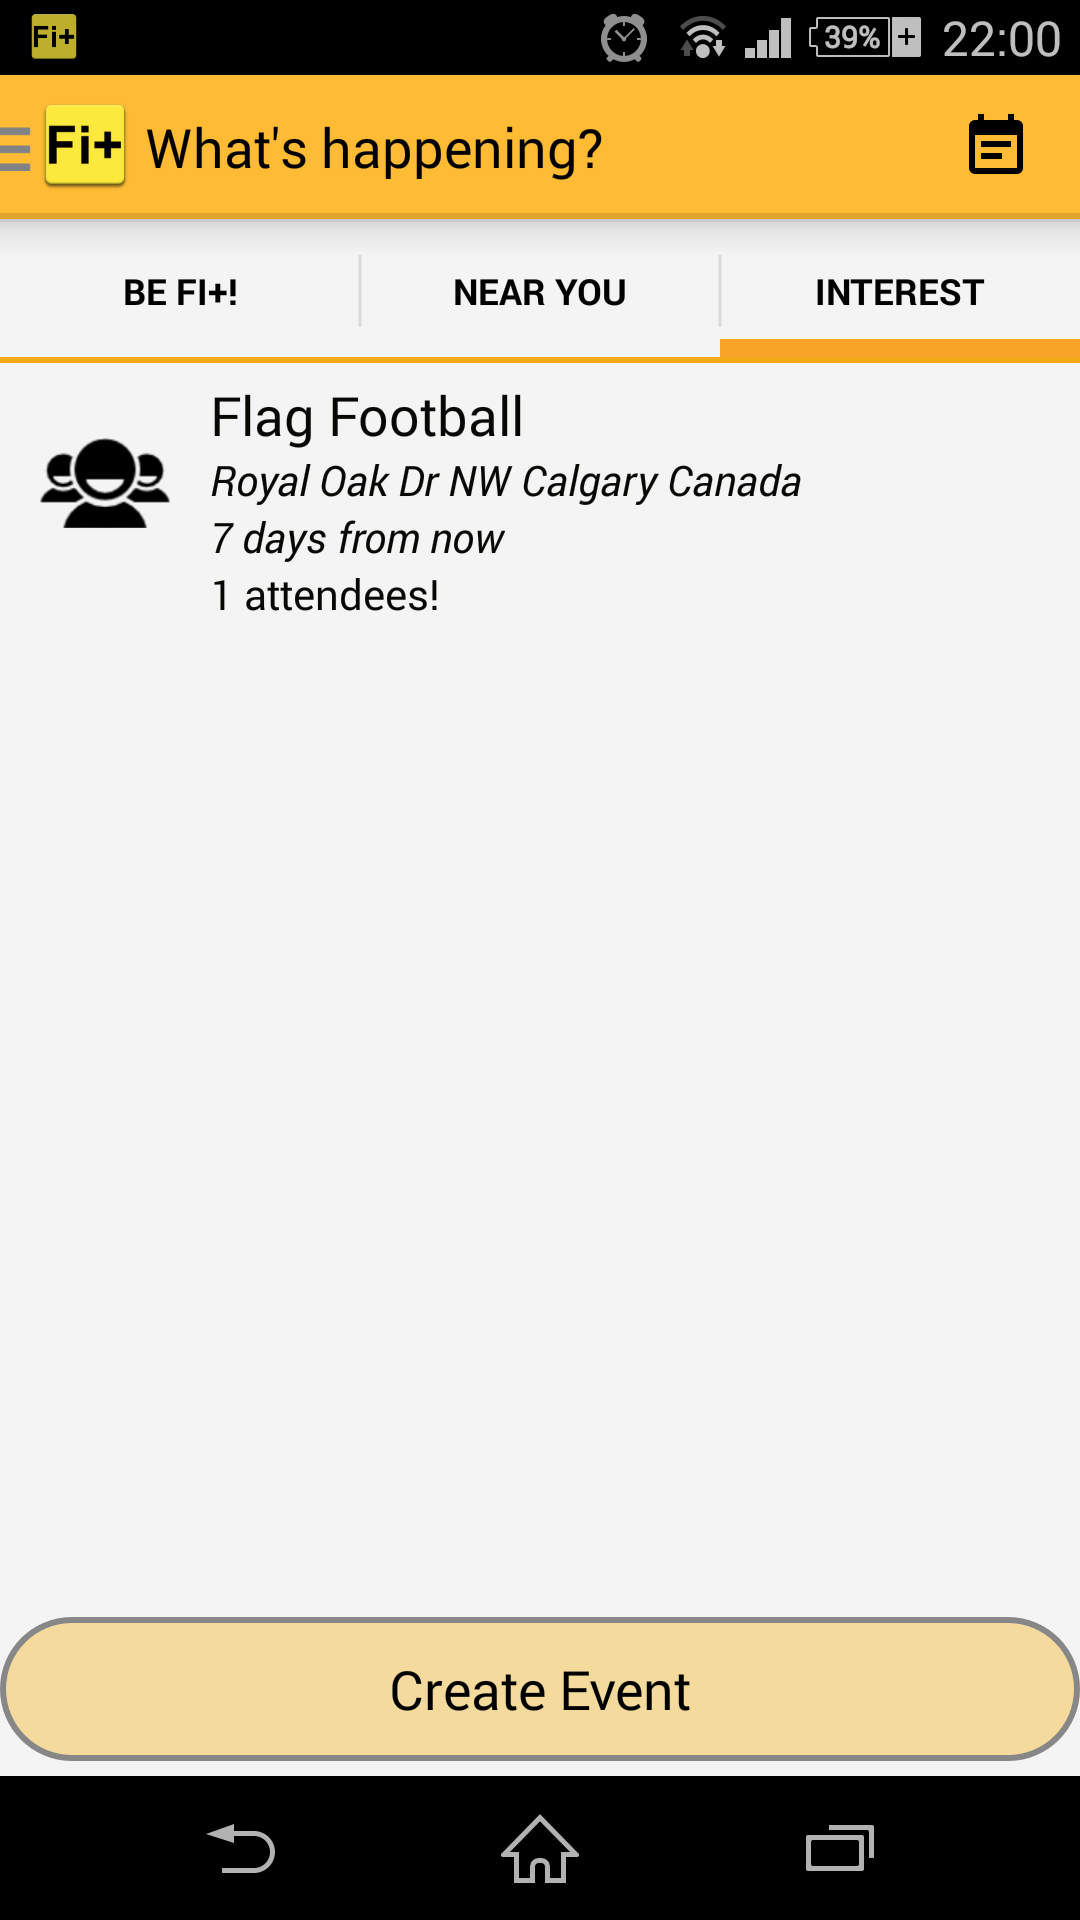 Fi+ 39% 22:00
Fi+ What's happening?
BE FI+! NEAR YOU INTEREST
Flag Football
Royal Oak Dr NW Calgary Canada
7 days from now
1 attendees!
Create Event